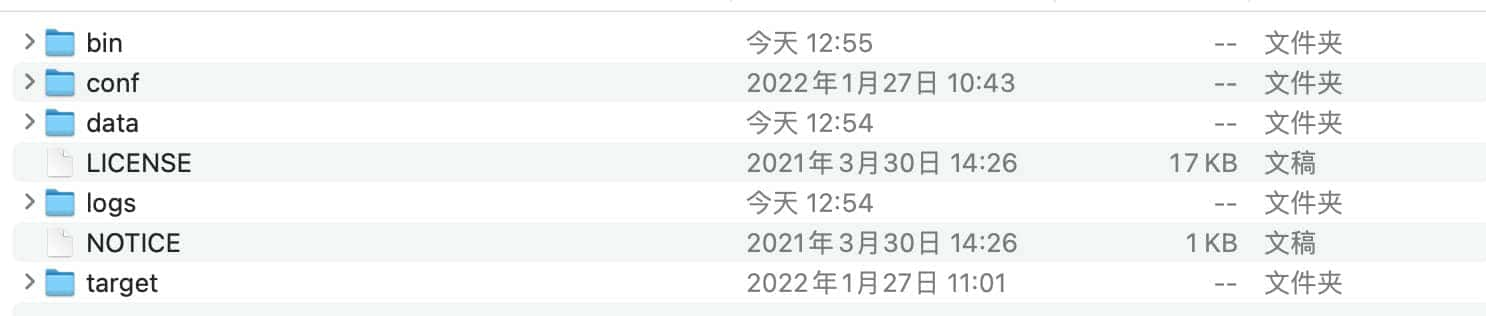 bin 今天 12:55 -- 文件夹
conf 2022年1月27日 10:43 -- 文件夹
data 今天 12:54 -- 文件夹
LICENSE 2021年3月30日 14:26 17 KB 文稿
logs 今天 12:54 -- 文件夹
NOTICE 2021年3月30日 14:26 1 KB 文稿
target 2022年1月27日 11:01 -- 文件夹